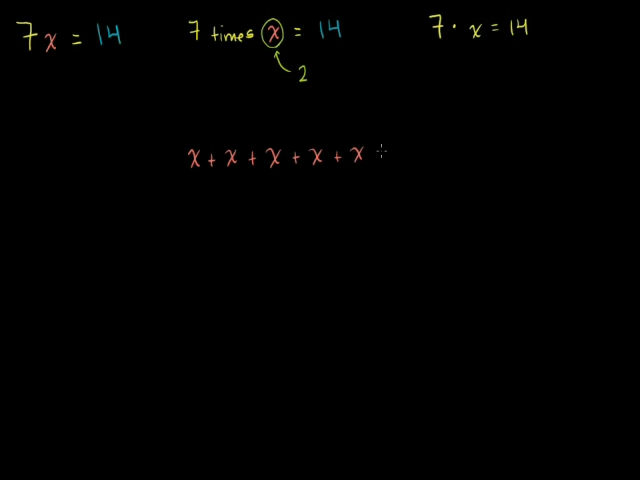 7x = 14 7 times x = 14 7 · x = 14
2
x + x + x + x + x